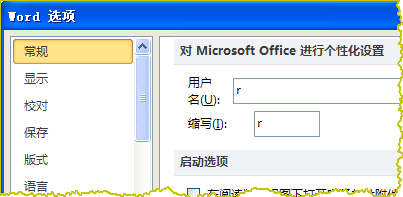 Word 选项
常规
显示
校对
保存
版式
语言
对 Microsoft Office 进行个性化设置
用户
名(U):
r
缩写(I):
r
启动选项